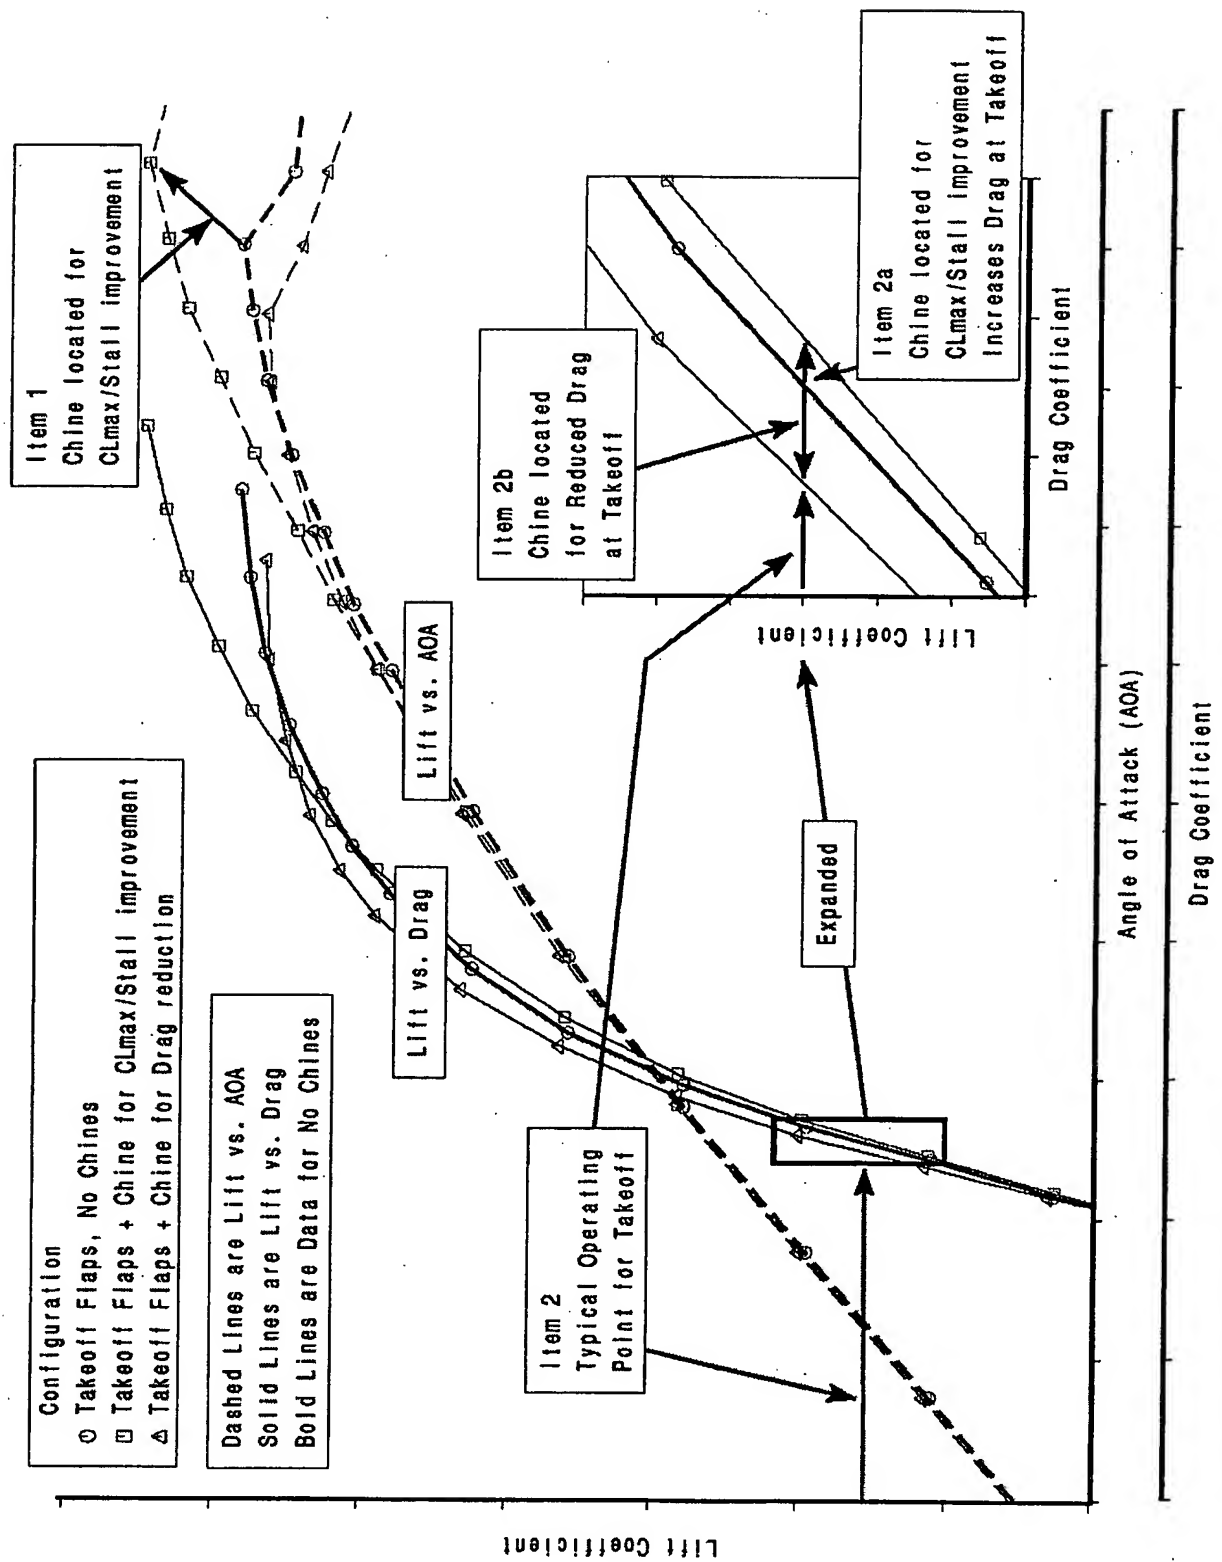 Configuration
Takeoff Flaps, No Chines
Takeoff Flaps + Chine for CLmax/Stall improvement
Takeoff Flaps + Chine for Drag reduction
Dashed Lines are Lift vs. AOA
Solid Lines are Lift vs. Drag
Bold Lines are Data for No Chines
Item 1
Chine located for
CLmax/Stall improvement
Lift vs. Drag
Lift vs. AOA
Item 2
Typical Operating
Point for Takeoff
Item 2b
Chine located
for Reduced Drag
at Takeoff
Item 2a
Chine located for
CLmax/Stall improvement
Increases Drag at Takeoff
Expanded
Lift Coefficient
Drag Coefficient
Lift Coefficient
Angle of Attack (AOA)
Drag Coefficient